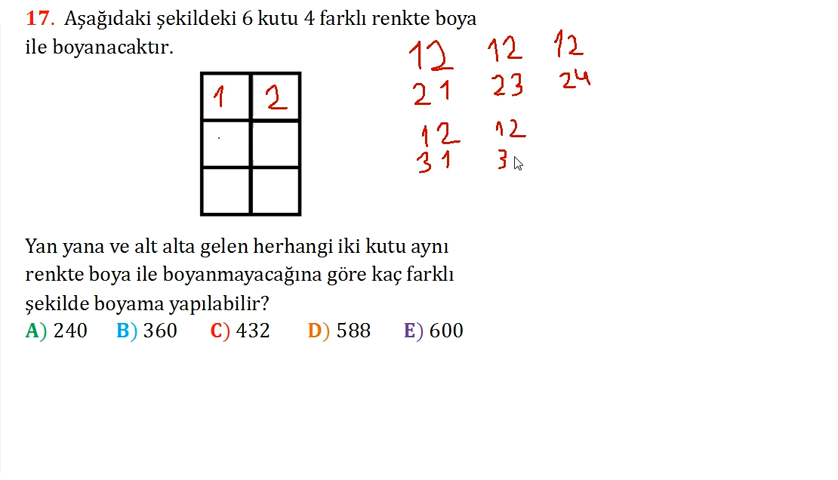 17. Aşağıdaki şekildeki 6 kutu 4 farklı renkte boya
ile boyanacaktır.
12 12 12
21 23 24
12 12
31 3
1 2
Yan yana ve alt alta gelen herhangi iki kutu aynı
renkte boya ile boyanmayacağına göre kaç farklı
şekilde boyama yapılabilir?
A) 240 B) 360 C) 432 D) 588 E) 600